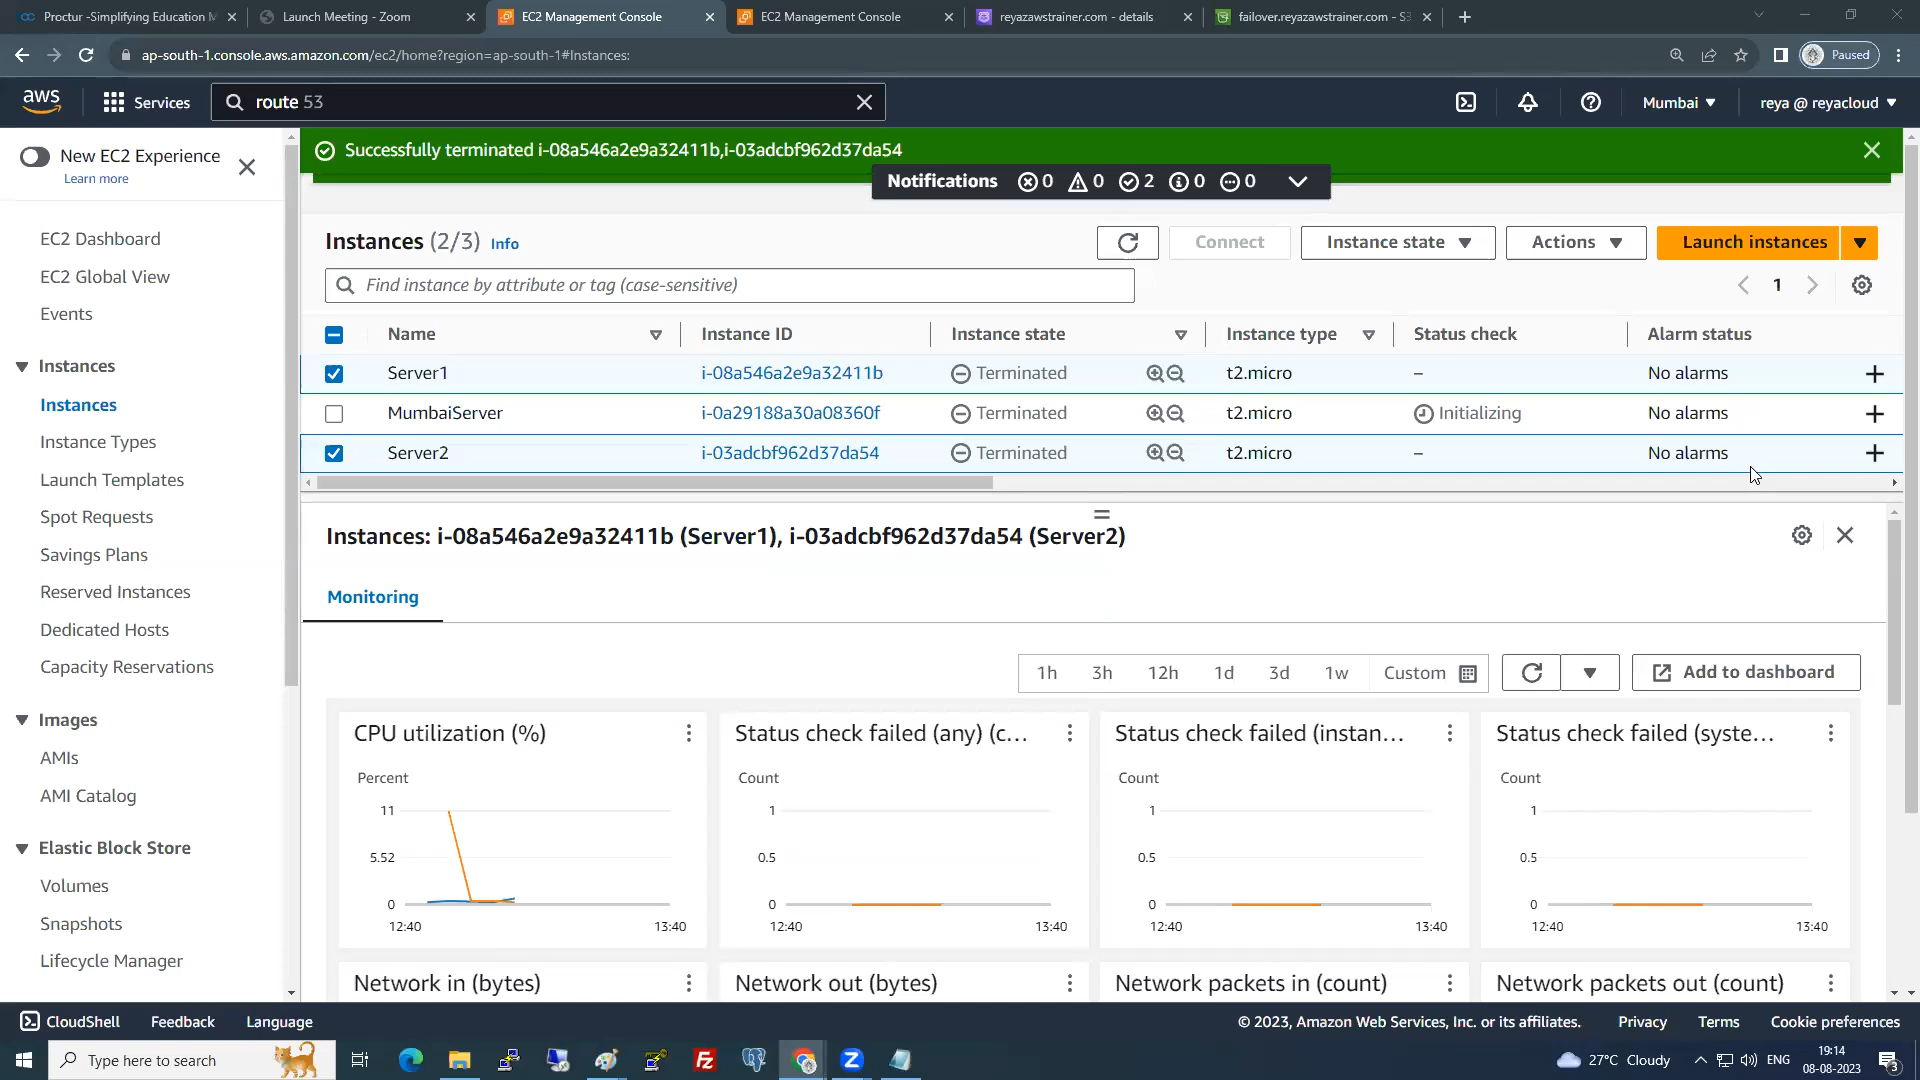 Proctur -Simplifying Education M
Launch Meeting - Zoom
EC2 Management Console
EC2 Management Console
reyazawstrainer.com - details
failover.reyazawstrainer.com - S3
ap-south-1.console.aws.amazon.com/ec2/home?region=ap-south-1#Instances:
Paused
aws
Services
route 53
Mumbai
reya @ reyacloud
New EC2 Experience
Learn more
EC2 Dashboard
EC2 Global View
Events
Instances
Instances
Instance Types
Launch Templates
Spot Requests
Savings Plans
Reserved Instances
Dedicated Hosts
Capacity Reservations
Images
AMIs
AMI Catalog
Elastic Block Store
Volumes
Snapshots
Lifecycle Manager
Successfully terminated i-08a546a2e9a32411b,i-03adcbf962d37da54
Notifications 0 0 2 0 0
Instances (2/3) Info
Connect
Instance state
Actions
Launch instances
Find instance by attribute or tag (case-sensitive)
1
Name Instance ID Instance state Instance type Status check Alarm status
Server1 i-08a546a2e9a32411b Terminated t2.micro – No alarms
MumbaiServer i-0a29188a30a08360f Terminated t2.micro Initializing No alarms
Server2 i-03adcbf962d37da54 Terminated t2.micro – No alarms
Instances: i-08a546a2e9a32411b (Server1), i-03adcbf962d37da54 (Server2)
Monitoring
1h 3h 12h 1d 3d 1w Custom
Add to dashboard
CPU utilization (%)
Percent
11
5.52
0
12:40 13:40
Status check failed (any) (c...
Count
1
0.5
0
12:40 13:40
Status check failed (instan...
Count
1
0.5
0
12:40 13:40
Status check failed (syste...
Count
1
0.5
0
12:40 13:40
Network in (bytes)
Network out (bytes)
Network packets in (count)
Network packets out (count)
CloudShell Feedback Language
© 2023, Amazon Web Services, Inc. or its affiliates. Privacy Terms Cookie preferences
Type here to search
27°C Cloudy
ENG
19:14
08-08-2023
3